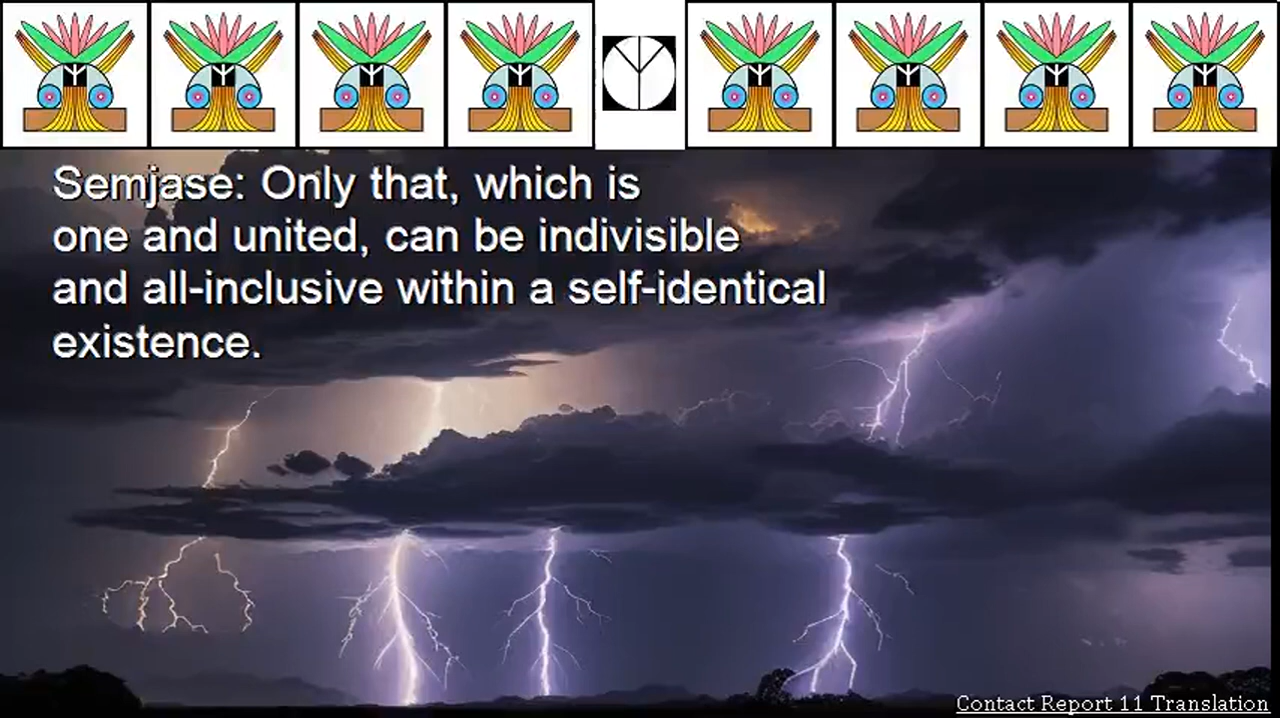 Semjase: Only that, which is
one and united, can be indivisible
and all-inclusive within a self-identical
existence.
Contact Report 11 Translation